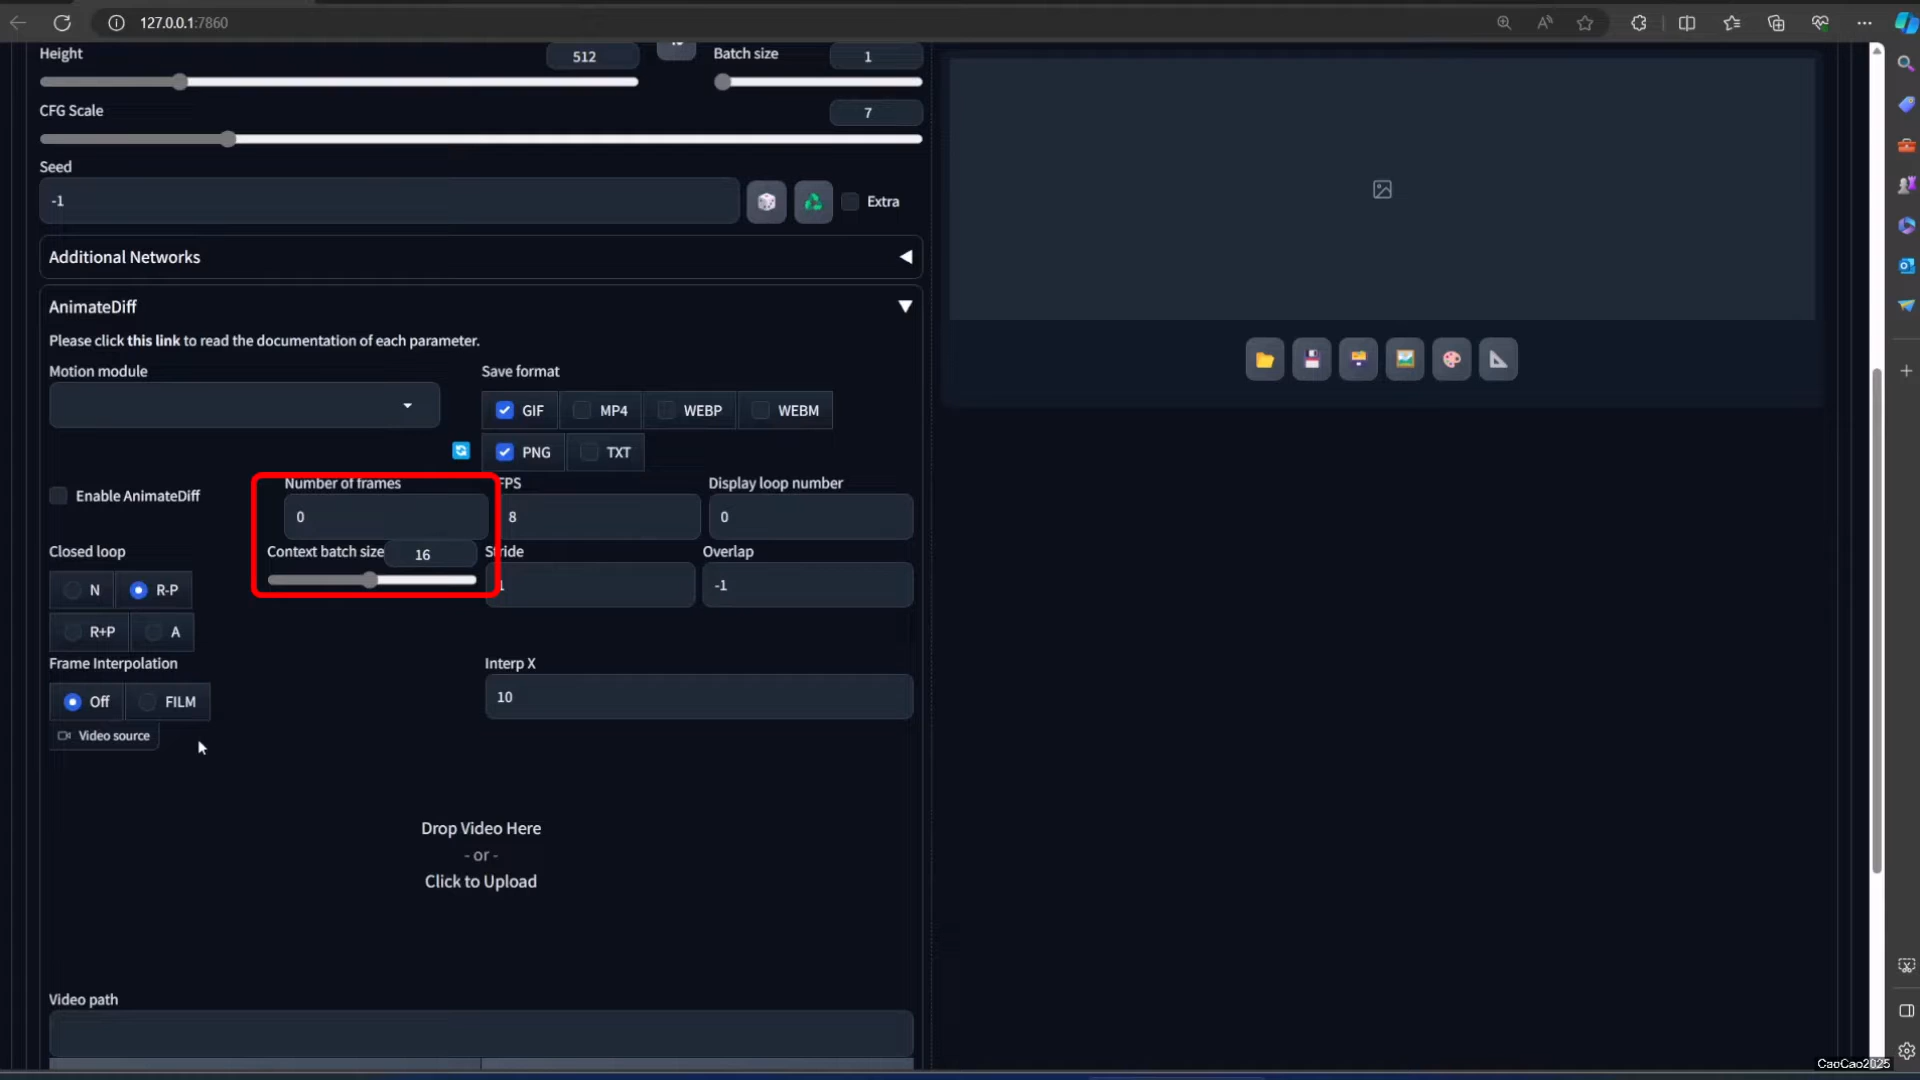 127.0.0.1:7860
Height
512
Batch size
1
CFG Scale
7
Seed
-1
Extra
Additional Networks
AnimateDiff
Please click this link to read the documentation of each parameter.
Motion module
Save format
GIF
MP4
WEBP
WEBM
PNG
TXT
Enable AnimateDiff
Number of frames
0
FPS
8
Display loop number
0
Closed loop
N
R-P
R+P
A
Context batch size
16
Stride
1
Overlap
-1
Frame Interpolation
Off
FILM
Interp X
10
Video source
Drop Video Here
- or -
Click to Upload
Video path
CaoCao2025